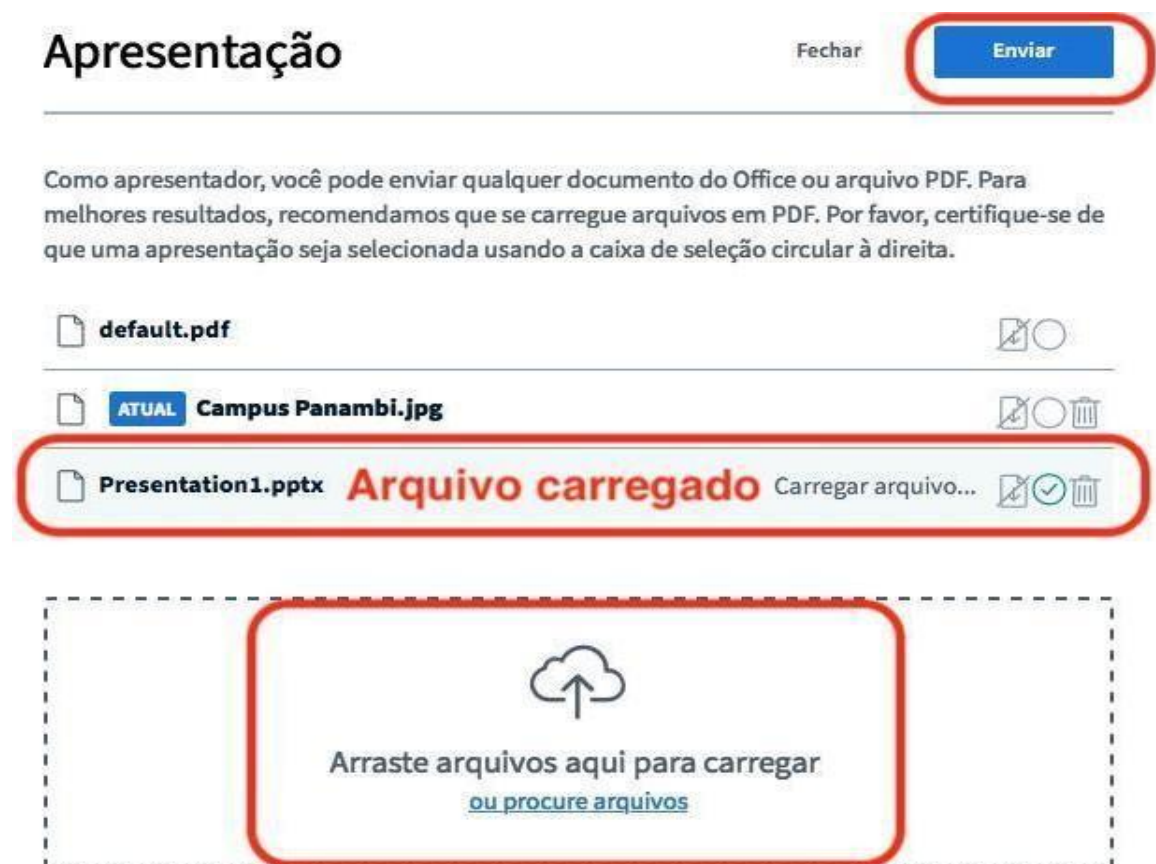 Apresentação
Fechar
Enviar
Como apresentador, você pode enviar qualquer documento do Office ou arquivo PDF. Para
melhores resultados, recomendamos que se carregue arquivos em PDF. Por favor, certifique-se de
que uma apresentação seja selecionada usando a caixa de seleção circular à direita.
default.pdf
ATUAL Campus Panambi.jpg
Presentation1.pptx Arquivo carregado Carregar arquivo...
Arraste arquivos aqui para carregar
ou procure arquivos